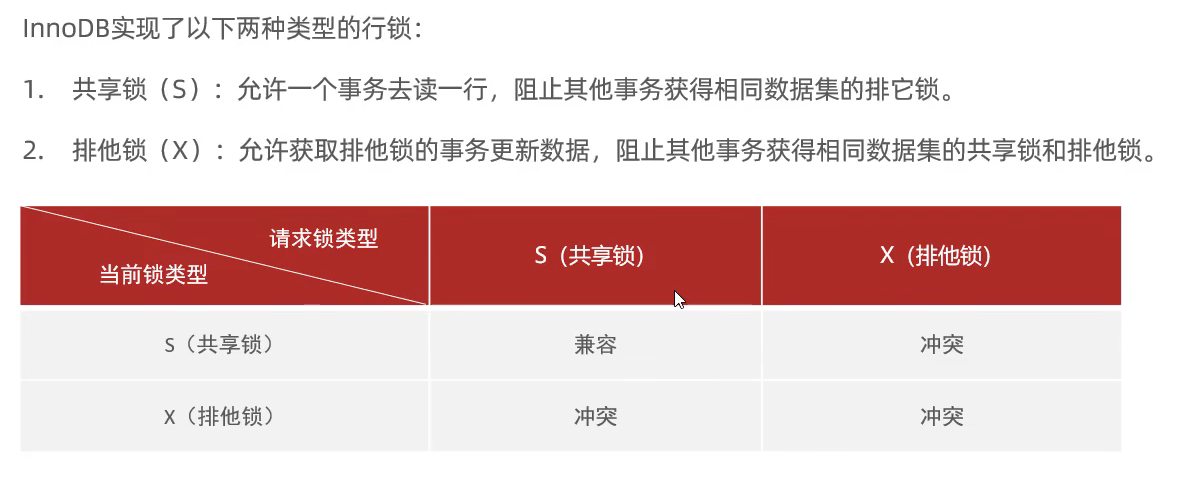 InnoDB实现了以下两种类型的行锁：
1. 共享锁（S）：允许一个事务去读一行，阻止其他事务获得相同数据集的排它锁。
2. 排他锁（X）：允许获取排他锁的事务更新数据，阻止其他事务获得相同数据集的共享锁和排他锁。
请求锁类型
当前锁类型
S（共享锁）
X（排他锁）
S（共享锁）
兼容
冲突
X（排他锁）
冲突
冲突